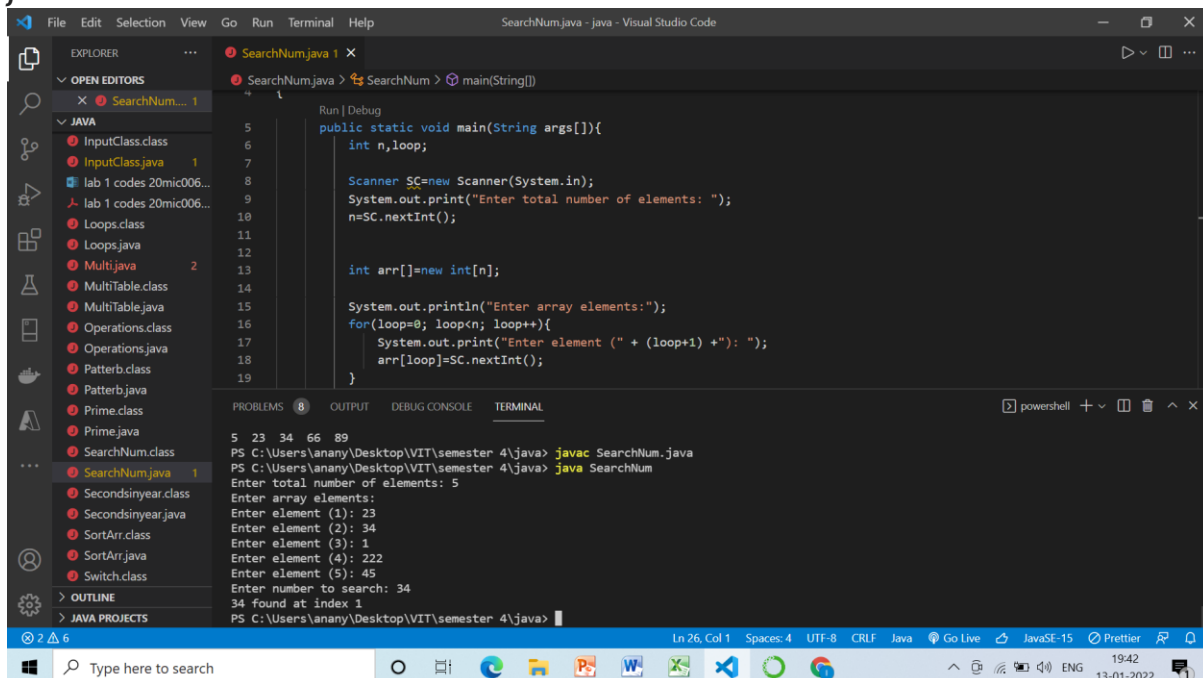 File Edit Selection View Go Run Terminal Help SearchNum.java - java - Visual Studio Code
EXPLORER
OPEN EDITORS
SearchNum.... 1
JAVA
InputClass.class
InputClass.java 1
lab 1 codes 20mic006...
lab 1 codes 20mic006...
Loops.class
Loops.java
Multi.java 2
MultiTable.class
MultiTable.java
Operations.class
Operations.java
Patterb.class
Patterb.java
Prime.class
Prime.java
SearchNum.class
SearchNum.java 1
Secondsinyear.class
Secondsinyear.java
SortArr.class
SortArr.java
Switch.class
OUTLINE
JAVA PROJECTS
SearchNum.java 1
SearchNum.java > SearchNum > main(String[])
4 {
Run | Debug
5 public static void main(String args[]){
6 int n,loop;
7
8 Scanner SC=new Scanner(System.in);
9 System.out.print("Enter total number of elements: ");
10 n=SC.nextInt();
11
12
13 int arr[]=new int[n];
14
15 System.out.println("Enter array elements:");
16 for(loop=0; loop<n; loop++){
17 System.out.print("Enter element (" + (loop+1) +"): ");
18 arr[loop]=SC.nextInt();
19 }
PROBLEMS 8 OUTPUT DEBUG CONSOLE TERMINAL powershell
5 23 34 66 89
PS C:\Users\anany\Desktop\VIT\semester 4\java> javac SearchNum.java
PS C:\Users\anany\Desktop\VIT\semester 4\java> java SearchNum
Enter total number of elements: 5
Enter array elements:
Enter element (1): 23
Enter element (2): 34
Enter element (3): 1
Enter element (4): 222
Enter element (5): 45
Enter number to search: 34
34 found at index 1
PS C:\Users\anany\Desktop\VIT\semester 4\java>
2 6 Ln 26, Col 1 Spaces: 4 UTF-8 CRLF Java Go Live JavaSE-15 Prettier
Type here to search ENG 19:42
13-01-2022